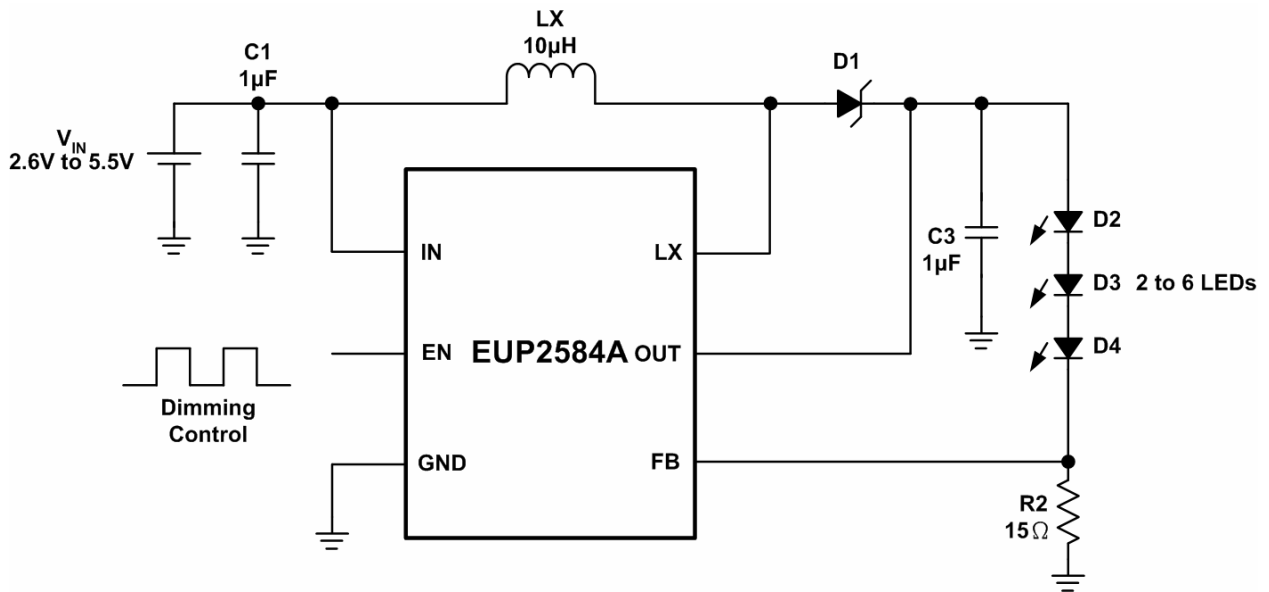 LX
10µH
C1
1µF
D1
V_IN
2.6V to 5.5V
IN
LX
C3
1µF
D2
D3 2 to 6 LEDs
D4
EN
EUP2584A
OUT
Dimming
Control
GND
FB
R2
15Ω